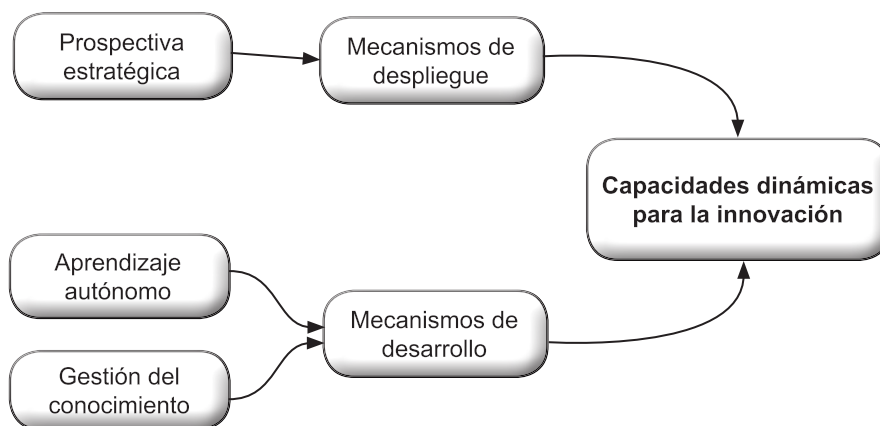 Prospectiva
estratégica
Mecanismos de
despliegue
Capacidades dinámicas
para la innovación
Aprendizaje
autónomo
Mecanismos de
desarrollo
Gestión del
conocimiento